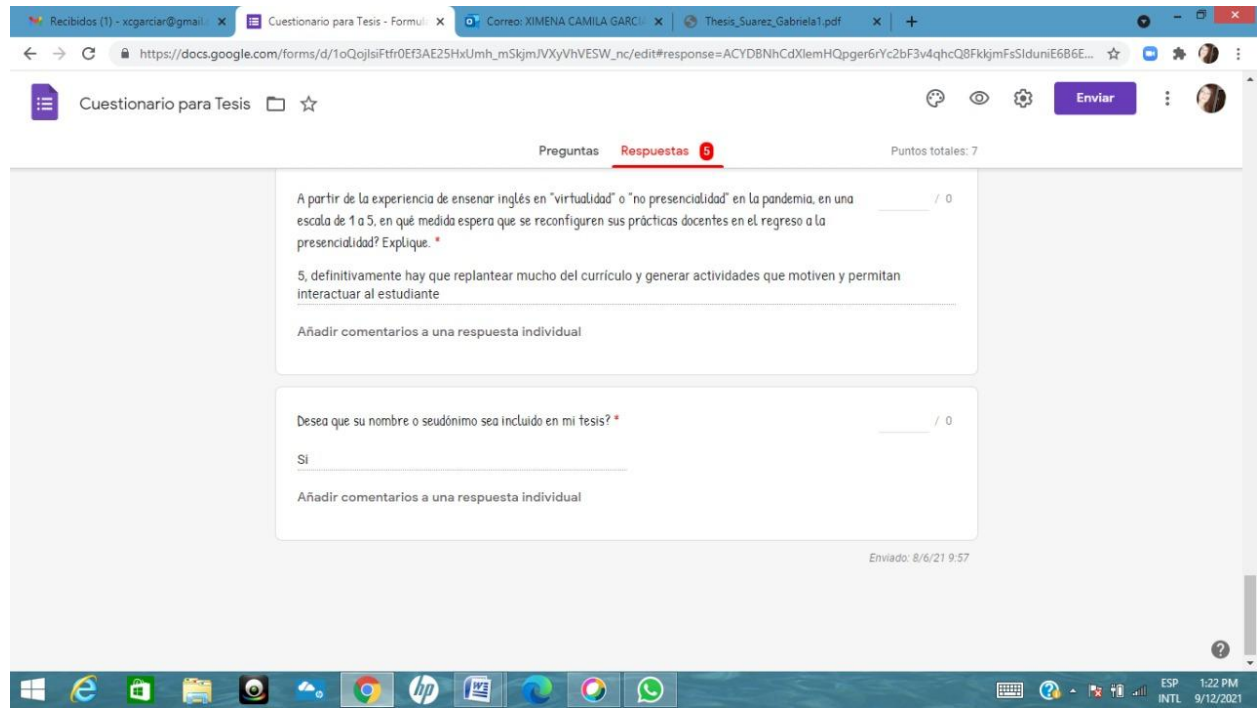 Recibidos (1) - xcgarciar@gmail.
Cuestionario para Tesis - Formul
Correo: XIMENA CAMILA GARCI
Thesis_Suarez_Gabriela1.pdf
https://docs.google.com/forms/d/1oQojlsiFtfr0Ef3AE25HxUmh_mSkjmJVXyVhVESW_nc/edit#response=ACYDBNhCdXlemHQpger6rYc2bF3v4qhcQ8FkkjmFsSIduniE6B6E...
Cuestionario para Tesis
Enviar
Preguntas
Respuestas 5
Puntos totales: 7
A partir de la experiencia de ensenar inglés en "virtualidad" o "no presencialidad" en la pandemia, en una
/ 0
escala de 1 a 5, en qué medida espera que se reconfiguren sus prácticas docentes en el regreso a la
presencialidad? Explique. *
5, definitivamente hay que replantear mucho del currículo y generar actividades que motiven y permitan
interactuar al estudiante
Añadir comentarios a una respuesta individual
Desea que su nombre o seudónimo sea incluido en mi tesis? *
/ 0
Si
Añadir comentarios a una respuesta individual
Enviado: 8/6/21 9:57
hp
ESP
INTL
1:22 PM
9/12/2021